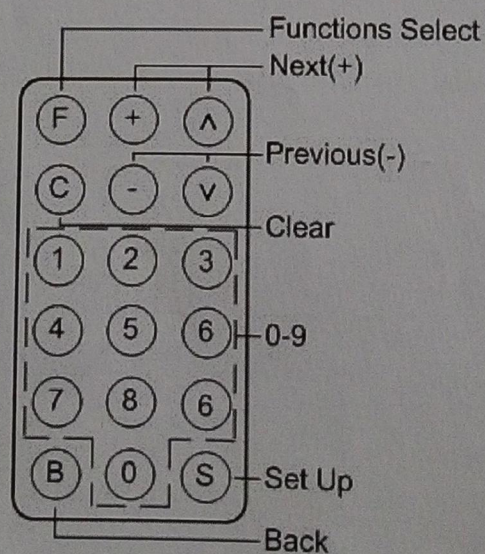 Functions Select
Next(+)
F + ∧
Previous(-)
C - ∨
Clear
1 2 3
4 5 6 0-9
7 8 6
B 0 S Set Up
Back